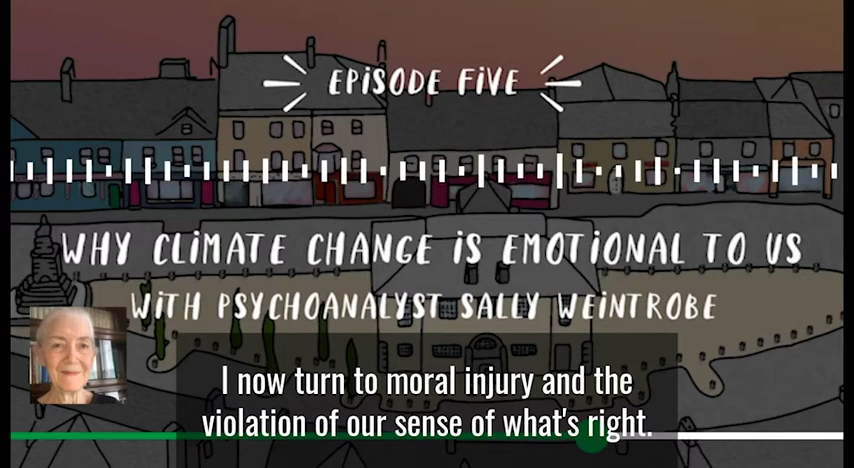 EPISODE FIVE
WHY CLIMATE CHANGE IS EMOTIONAL TO US
WITH PSYCHOANALYST SALLY WEINTROBE
I now turn to moral injury and the
violation of our sense of what's right.